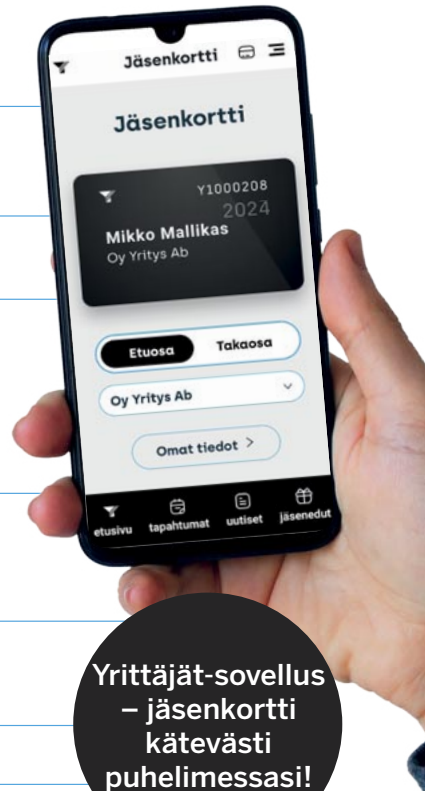 Jäsenkortti
Jäsenkortti
Y1000208
2024
Mikko Mallikas
Oy Yritys Ab
Etuosa Takaosa
Oy Yritys Ab
Omat tiedot >
etusivu tapahtumat uutiset jäsenedut
Yrittäjät-sovellus
– jäsenkortti
kätevästi
puhelimessasi!